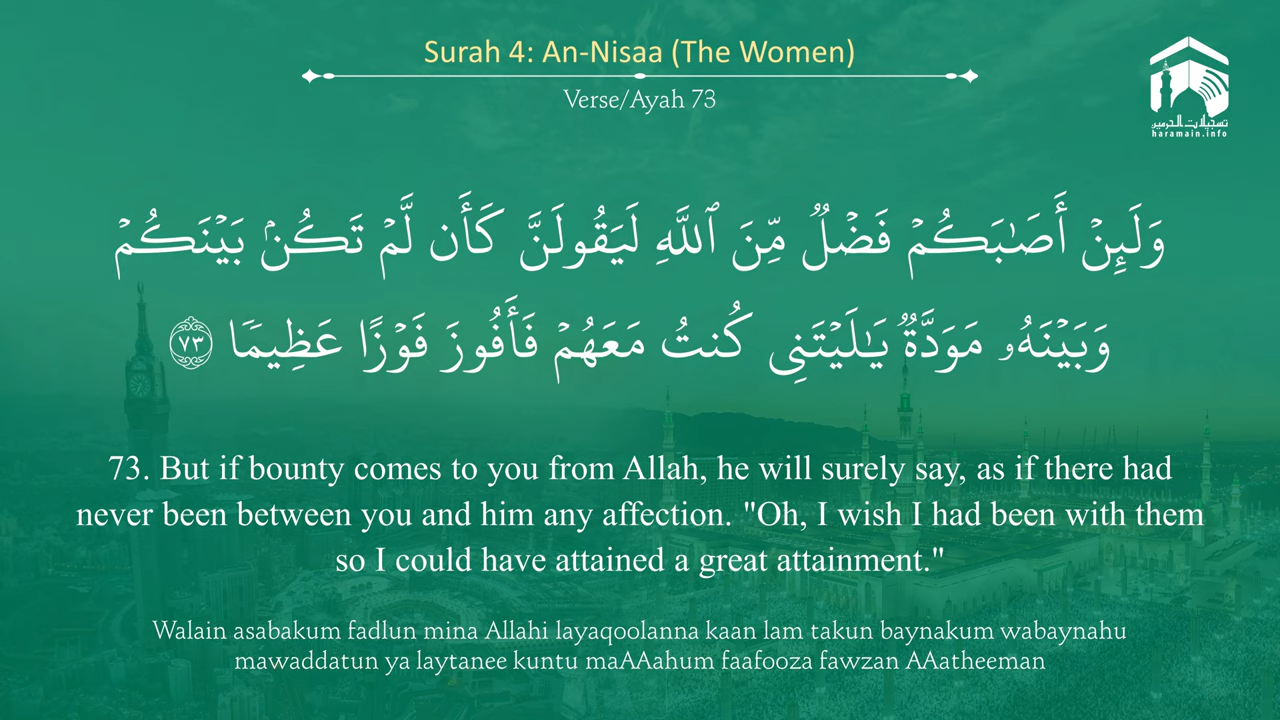 Surah 4: An-Nisaa (The Women)
Verse/Ayah 73
تسجيلات الحرمين
haramain.info
وَلَئِنۡ أَصَٰبَكُمۡ فَضۡلٞ مِّنَ ٱللَّهِ لَيَقُولَنَّ كَأَن لَّمۡ تَكُنۢ بَيۡنَكُمۡ
وَبَيۡنَهُۥ مَوَدَّةٞ يَٰلَيۡتَنِي كُنتُ مَعَهُمۡ فَأَفُوزَ فَوۡزًا عَظِيمٗا ٧٣
73. But if bounty comes to you from Allah, he will surely say, as if there had
never been between you and him any affection. "Oh, I wish I had been with them
so I could have attained a great attainment."
Walain asabakum fadlun mina Allahi layaqoolanna kaan lam takun baynakum wabaynahu
mawaddatun ya laytanee kuntu maAAahum faafooza fawzan AAatheeman